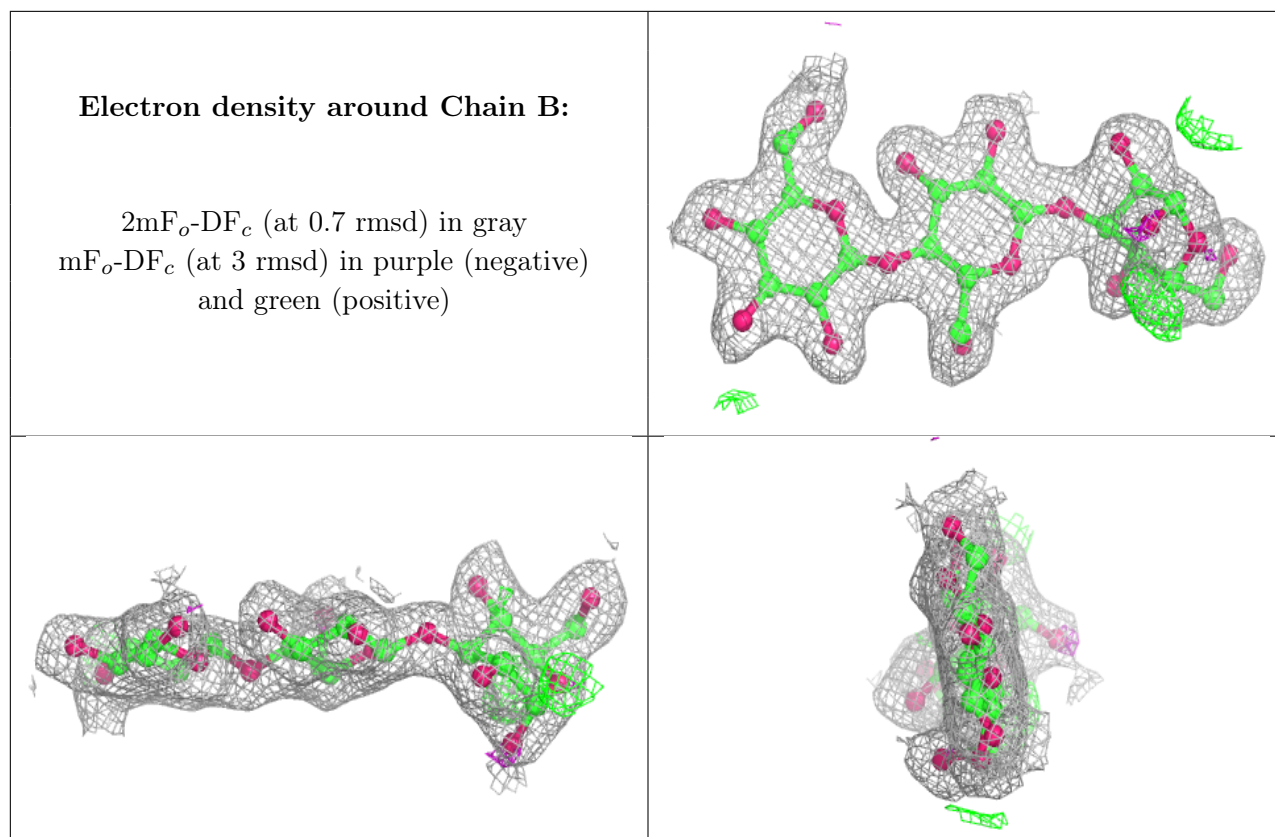 Electron density around Chain B:
2mFₒ-DF𝒸 (at 0.7 rmsd) in gray
mFₒ-DF𝒸 (at 3 rmsd) in purple (negative)
and green (positive)